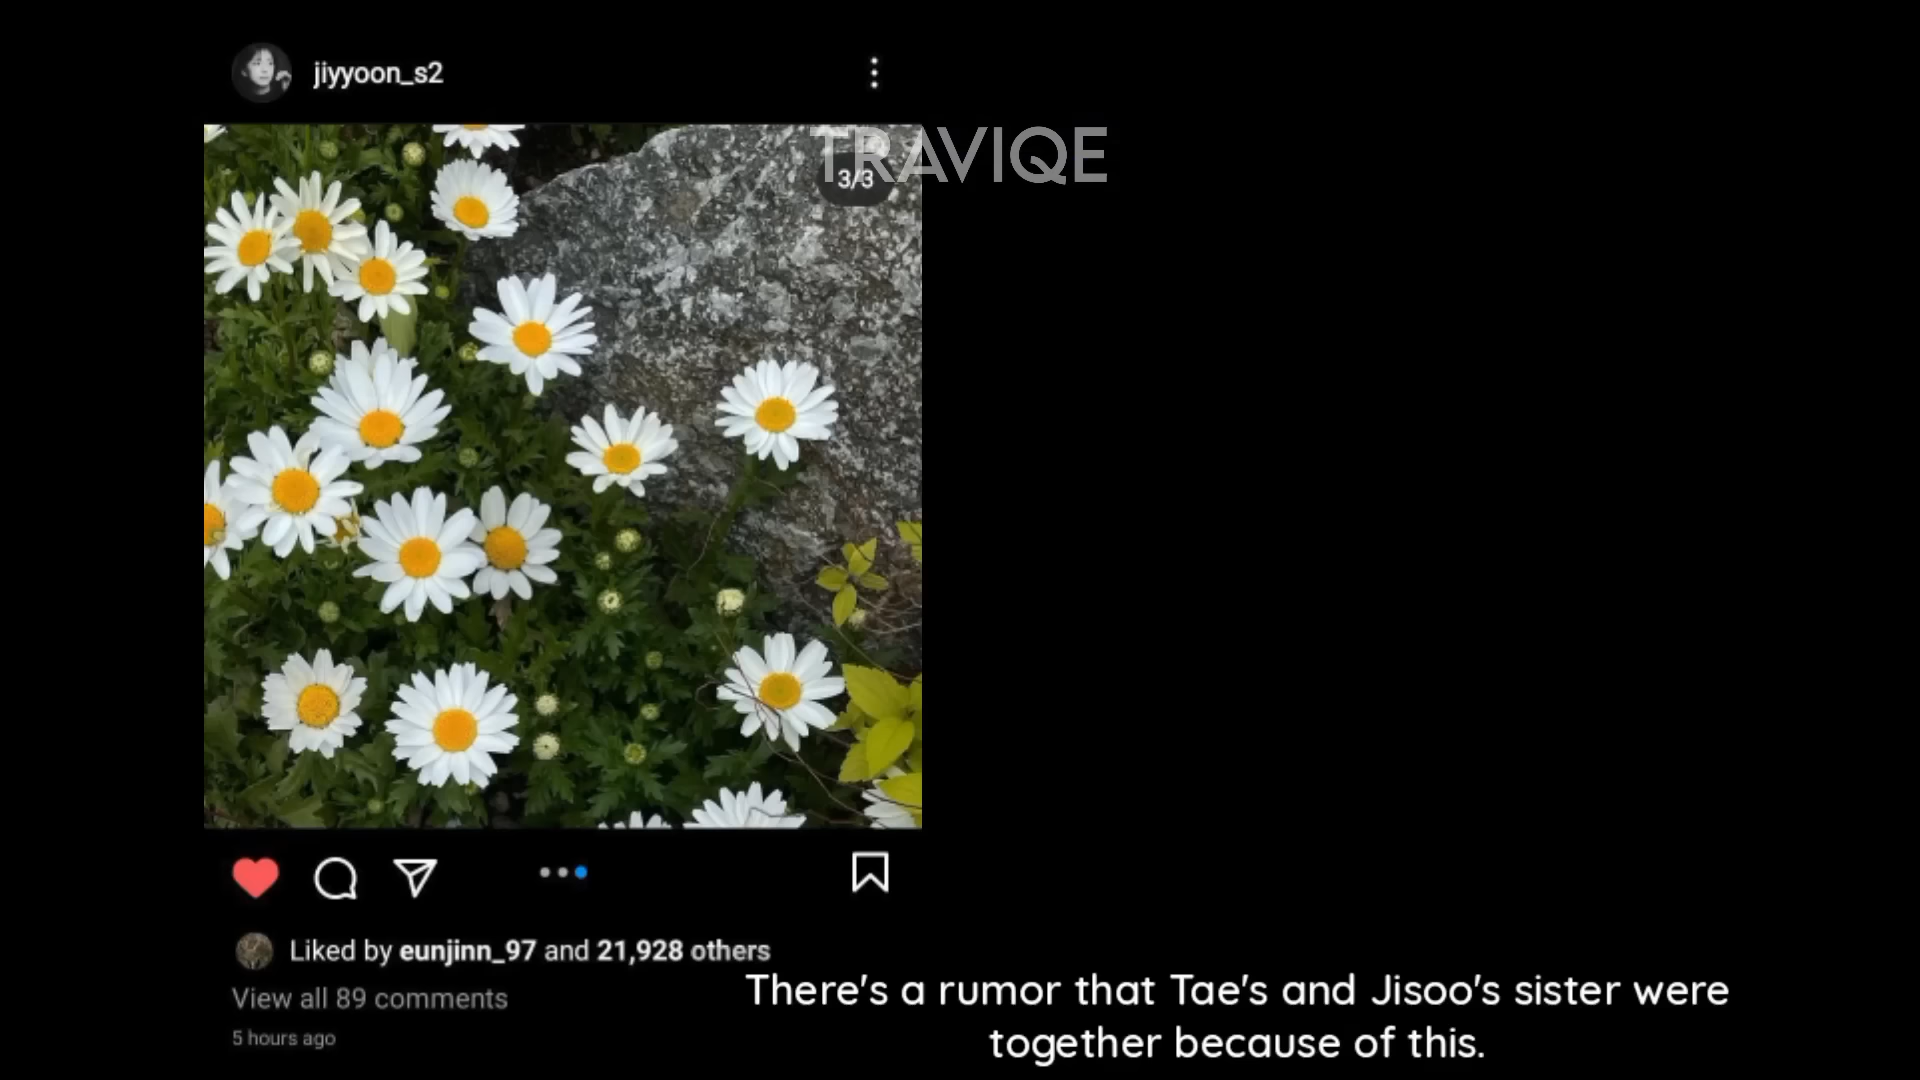 jiyyoon_s2
TRAVIQE
3/3
Liked by eunjinn_97 and 21,928 others
View all 89 comments
5 hours ago
There's a rumor that Tae's and Jisoo's sister were
together because of this.